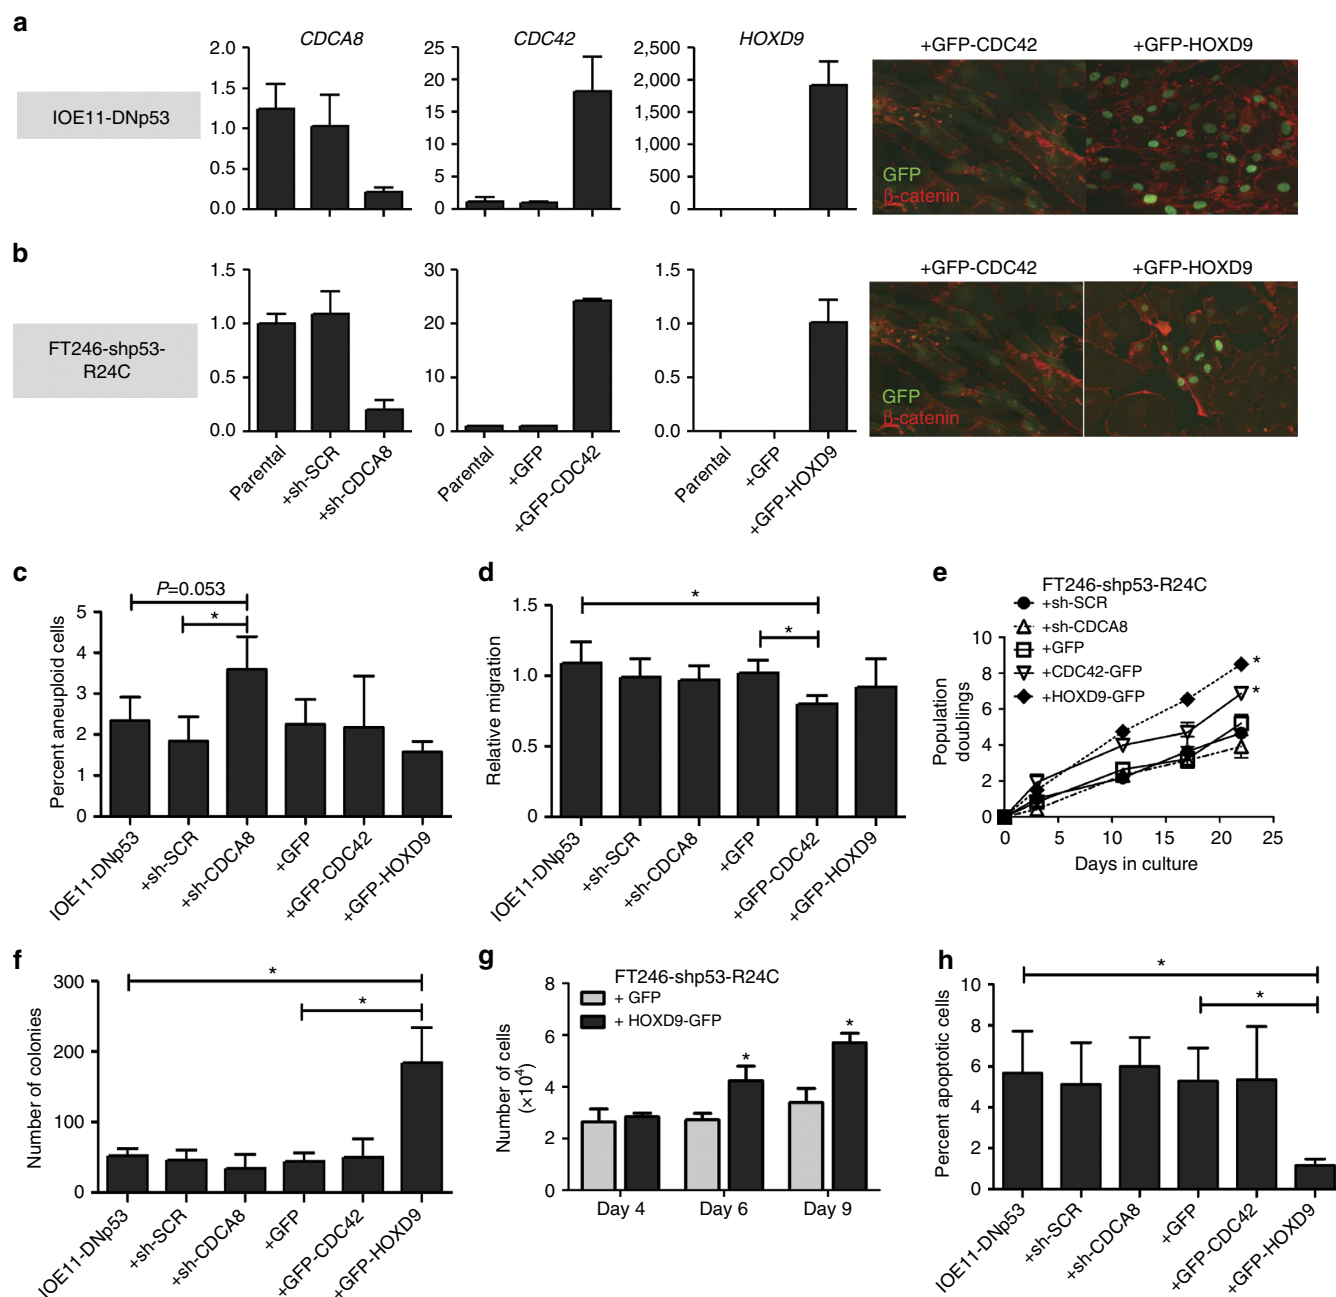 a
CDCA8
CDC42
HOXD9
+GFP-CDC42
+GFP-HOXD9
IOE11-DNp53
2.0
1.5
1.0
0.5
0.0
25
20
15
10
5
0
2,500
2,000
1,500
1,000
500
0
GFP
β-catenin
b
+GFP-CDC42
+GFP-HOXD9
FT246-shp53-
R24C
1.5
1.0
0.5
0.0
30
20
10
0
1.5
1.0
0.5
0.0
GFP
β-catenin
Parental
+sh-SCR
+sh-CDCA8
Parental
+GFP
+GFP-CDC42
Parental
+GFP
+GFP-HOXD9
c
P=0.053
*
Percent aneuploid cells
5
4
3
2
1
0
IOE11-DNp53
+sh-SCR
+sh-CDCA8
+GFP
+GFP-CDC42
+GFP-HOXD9
d
*
*
Relative migration
1.5
1.0
0.5
0
IOE11-DNp53
+sh-SCR
+sh-CDCA8
+GFP
+GFP-CDC42
+GFP-HOXD9
e
FT246-shp53-R24C
+sh-SCR
+sh-CDCA8
+GFP
+CDC42-GFP
+HOXD9-GFP
*
*
Population
doublings
10
8
6
4
2
0
0
5
10
15
20
25
Days in culture
f
*
*
Number of colonies
300
200
100
0
IOE11-DNp53
+sh-SCR
+sh-CDCA8
+GFP
+GFP-CDC42
+GFP-HOXD9
g
FT246-shp53-R24C
+ GFP
+ HOXD9-GFP
*
*
Number of cells
(×10⁴)
8
6
4
2
0
Day 4
Day 6
Day 9
h
*
*
Percent apoptotic cells
10
8
6
4
2
0
IOE11-DNp53
+sh-SCR
+sh-CDCA8
+GFP
+GFP-CDC42
+GFP-HOXD9